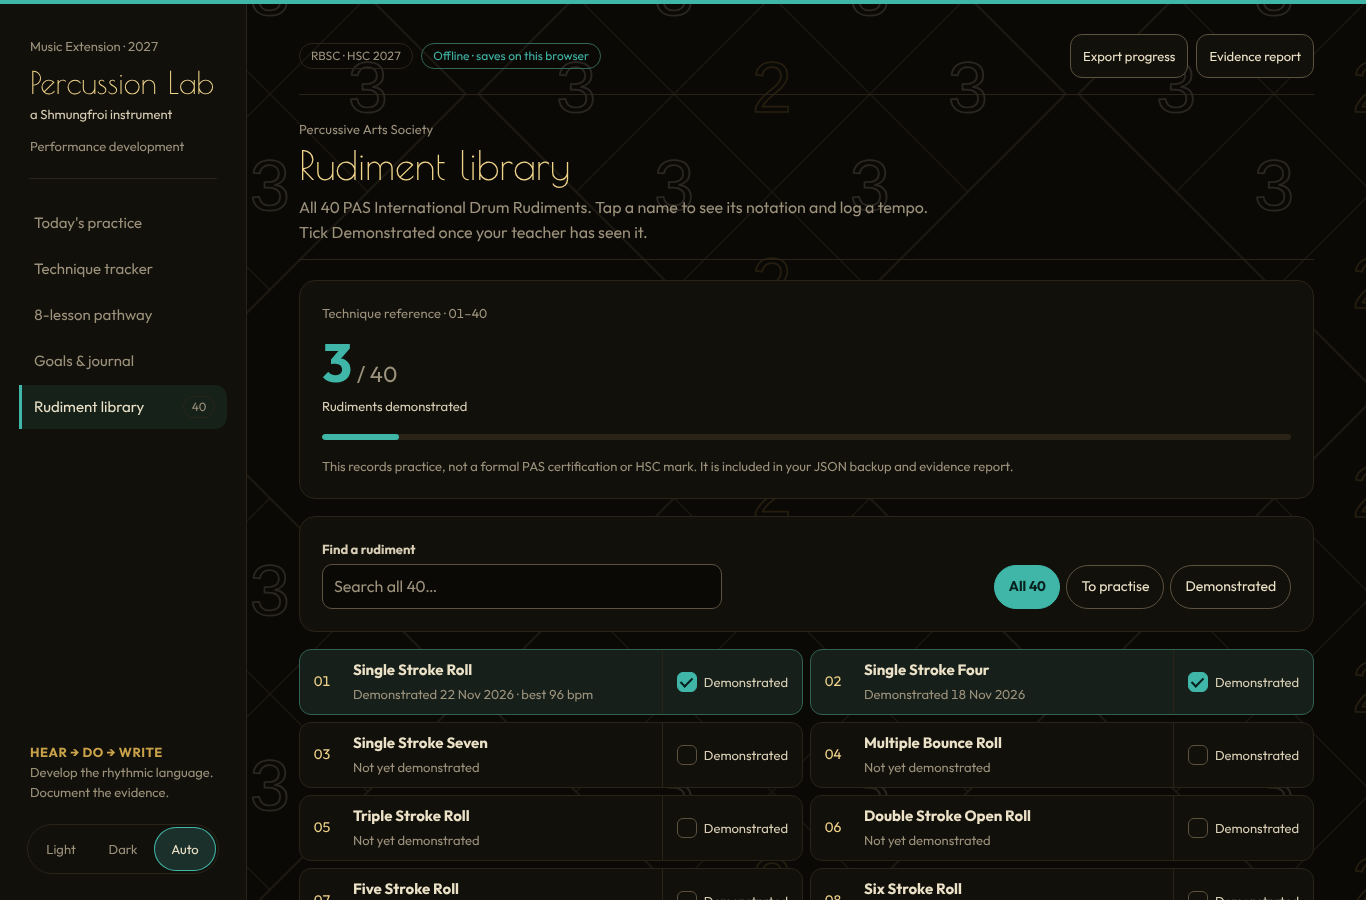 Music Extension · 2027
Percussion Lab
a Shmungfroi instrument
Performance development
Today's practice
Technique tracker
8-lesson pathway
Goals & journal
Rudiment library 40
HEAR → DO → WRITE
Develop the rhythmic language.
Document the evidence.
Light Dark Auto
RBSC · HSC 2027 Offline · saves on this browser Export progress Evidence report
Percussive Arts Society
Rudiment library
All 40 PAS International Drum Rudiments. Tap a name to see its notation and log a tempo.
Tick Demonstrated once your teacher has seen it.
Technique reference · 01–40
3 / 40
Rudiments demonstrated
This records practice, not a formal PAS certification or HSC mark. It is included in your JSON backup and evidence report.
Find a rudiment
Search all 40... All 40 To practise Demonstrated
01 Single Stroke Roll Demonstrated
Demonstrated 22 Nov 2026 · best 96 bpm
02 Single Stroke Four Demonstrated
Demonstrated 18 Nov 2026
03 Single Stroke Seven Demonstrated
Not yet demonstrated
04 Multiple Bounce Roll Demonstrated
Not yet demonstrated
05 Triple Stroke Roll Demonstrated
Not yet demonstrated
06 Double Stroke Open Roll Demonstrated
Not yet demonstrated
07 Five Stroke Roll Demonstrated
08 Six Stroke Roll Demonstrated